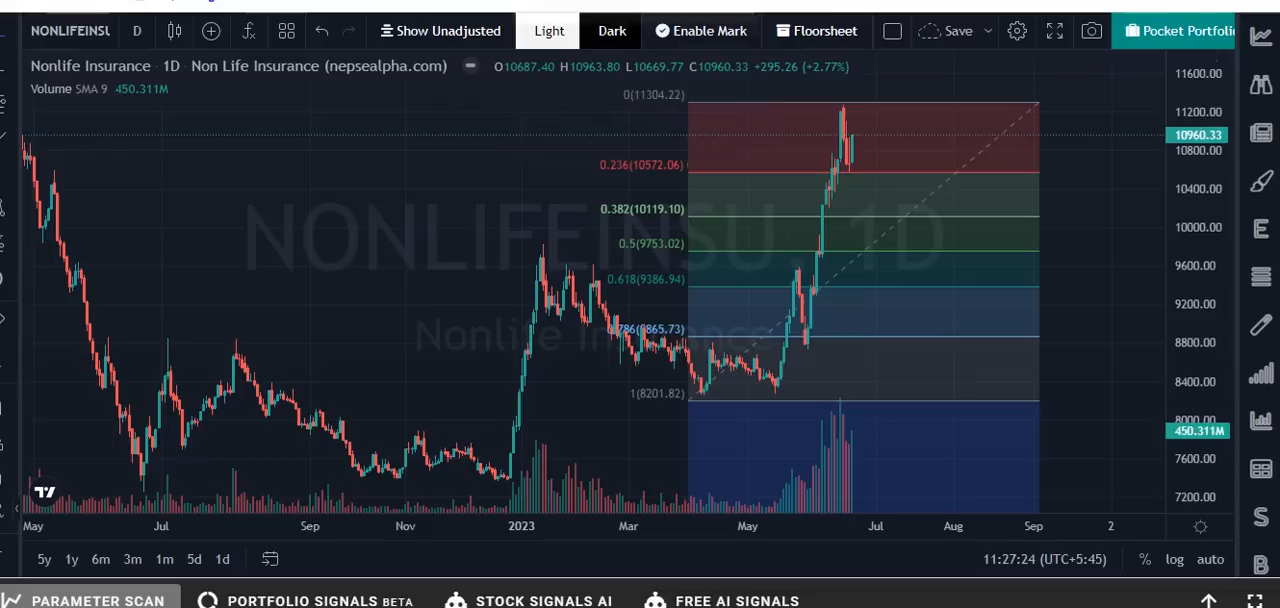 NONLIFEINSU D Show Unadjusted Light Dark Enable Mark Floorsheet Save Pocket Portfolio
Nonlife Insurance · 1D · Non Life Insurance (nepsealpha.com) O10687.40 H10963.80 L10669.77 C10960.33 +295.26 (+2.77%)
Volume SMA 9 450.311M
NONLIFEINSU, 1D
Nonlife Insurance
0(11304.22)
0.236(10572.06)
0.382(10119.10)
0.5(9753.02)
0.618(9386.94)
0.786(8865.73)
1(8201.82)
11600.00
11200.00
10960.33
10800.00
10400.00
10000.00
9600.00
9200.00
8800.00
8400.00
8000.00
450.311M
7600.00
7200.00
May Jul Sep Nov 2023 Mar May Jul Aug Sep 2
5y 1y 6m 3m 1m 5d 1d 11:27:24 (UTC+5:45) % log auto
PARAMETER SCAN PORTFOLIO SIGNALS BETA STOCK SIGNALS AI FREE AI SIGNALS
E
S
B